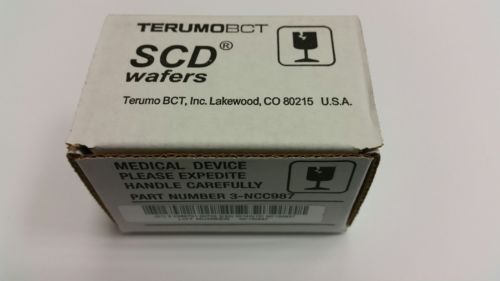 TERUMOBCT
SCD®
wafers
Terumo BCT, Inc. Lakewood, CO 80215 U.S.A.
MEDICAL DEVICE
PLEASE EXPEDITE
HANDLE CAREFULLY
PART NUMBER 3-NCC987